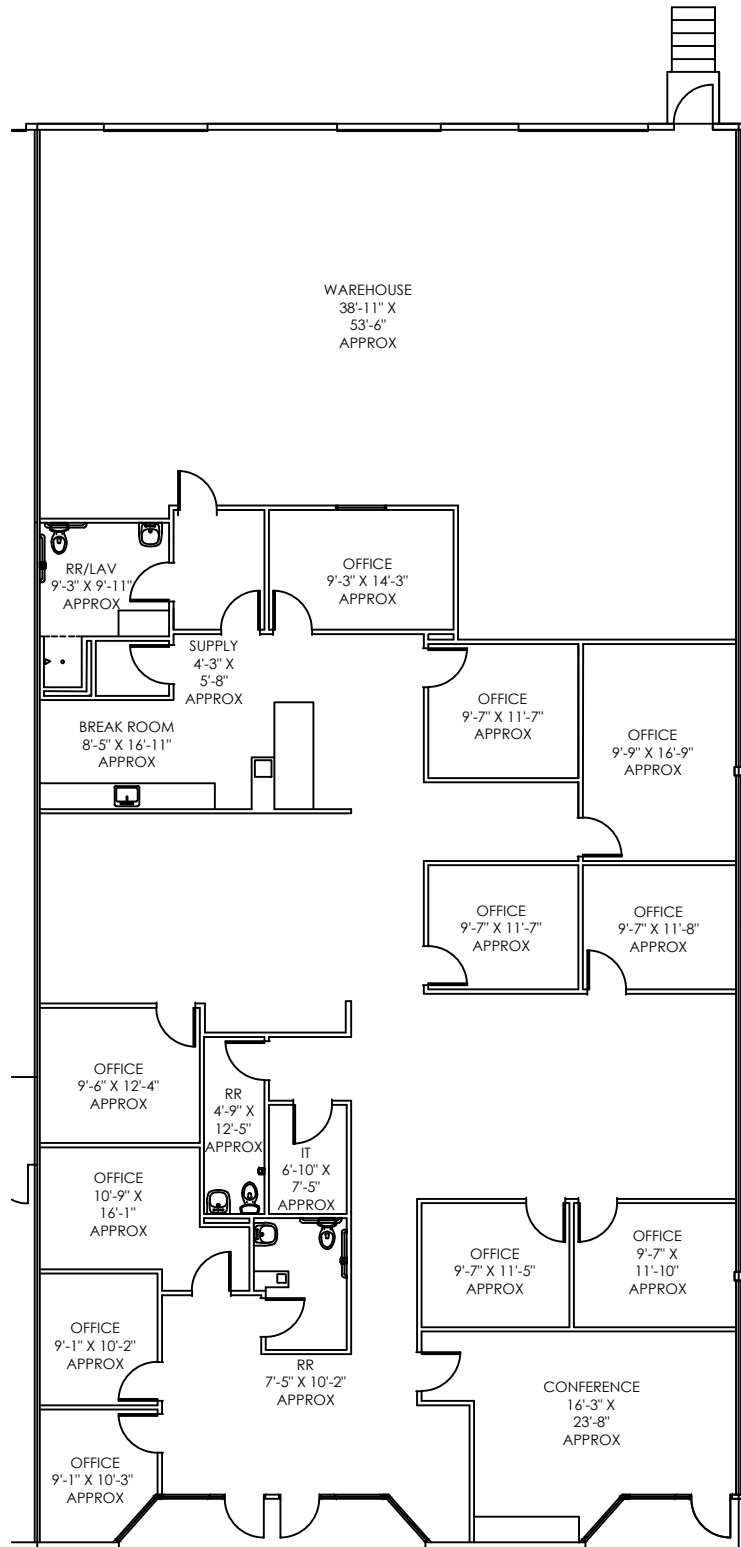 WAREHOUSE
38'-11" X
53'-6"
APPROX
RR/LAV
9'-3" X 9'-11"
APPROX
OFFICE
9'-3" X 14'-3"
APPROX
SUPPLY
4'-3" X
5'-8"
APPROX
OFFICE
9'-7" X 11'-7"
APPROX
OFFICE
9'-9" X 16'-9"
APPROX
BREAK ROOM
8'-5" X 16'-11"
APPROX
OFFICE
9'-7" X 11'-7"
APPROX
OFFICE
9'-7" X 11'-8"
APPROX
OFFICE
9'-6" X 12'-4"
APPROX
RR
4'-9" X
12'-5"
APPROX
IT
6'-10" X
7'-5"
APPROX
OFFICE
10'-9" X
16'-1"
APPROX
OFFICE
9'-7" X 11'-5"
APPROX
OFFICE
9'-7" X
11'-10"
APPROX
OFFICE
9'-1" X 10'-2"
APPROX
RR
7'-5" X 10'-2"
APPROX
CONFERENCE
16'-3" X
23'-8"
APPROX
OFFICE
9'-1" X 10'-3"
APPROX